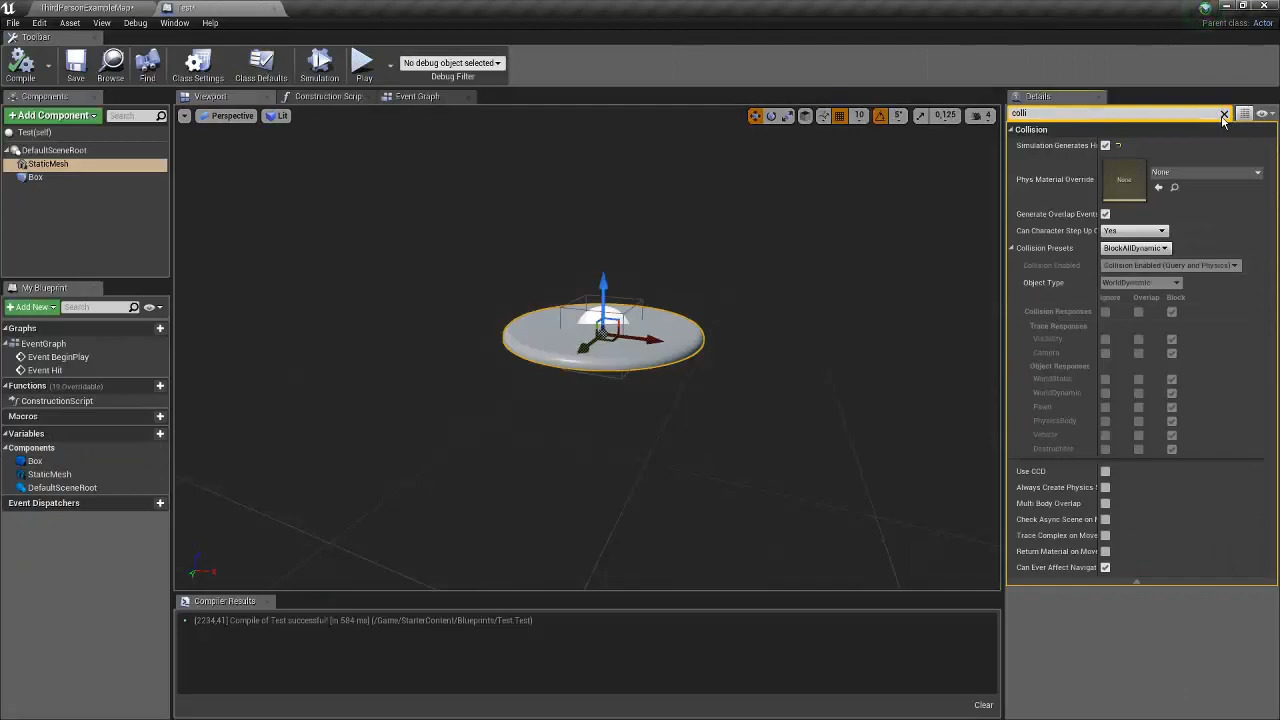 ThirdPersonExampleMap*
Test*
Parent class: Actor
File Edit Asset View Debug Window Help
Toolbar
Compile
Save
Browse
Find
Class Settings
Class Defaults
Simulation
Play
No debug object selected
Debug Filter
Components
+Add Component
Search
Test(self)
DefaultSceneRoot
StaticMesh
Box
My Blueprint
+Add New
Search
Graphs
EventGraph
Event BeginPlay
Event Hit
Functions (19 Overridable)
ConstructionScript
Macros
Variables
Components
Box
StaticMesh
DefaultSceneRoot
Event Dispatchers
Viewport
Construction Scrip
Event Graph
Perspective
Lit
10
5°
0,125
4
X
Compiler Results
[2234,41] Compile of Test successful! [in 584 ms] (/Game/StarterContent/Blueprints/Test.Test)
Clear
Details
colli
Collision
Simulation Generates Hi
Phys Material Override
None
None
Generate Overlap Events
Can Character Step Up O
Yes
Collision Presets
BlockAllDynamic
Collision Enabled
Collision Enabled (Query and Physics)
Object Type
WorldDynamic
Ignore Overlap Block
Collision Responses
Trace Responses
Visibility
Camera
Object Responses
WorldStatic
WorldDynamic
Pawn
PhysicsBody
Vehicle
Destructible
Use CCD
Always Create Physics S
Multi Body Overlap
Check Async Scene on M
Trace Complex on Move
Return Material on Move
Can Ever Affect Navigat